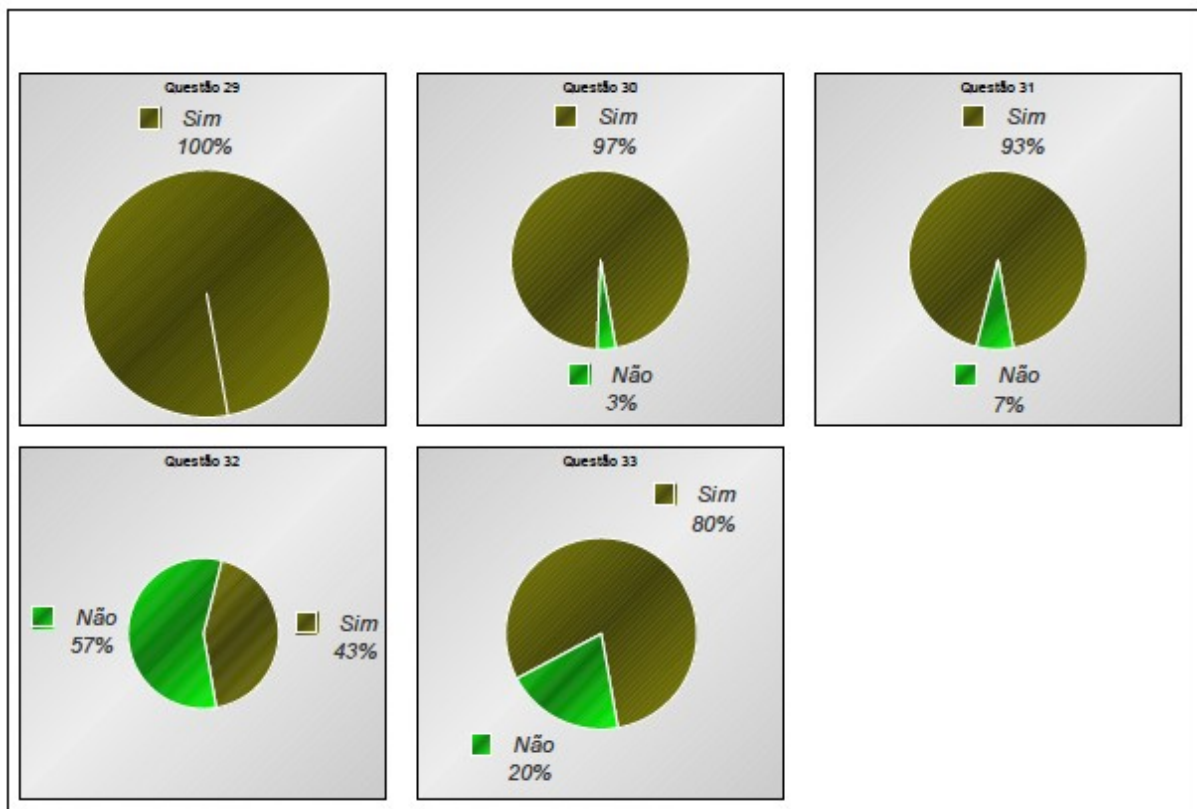 Questão 29
Sim
100%
Questão 30
Sim
97%
Não
3%
Questão 31
Sim
93%
Não
7%
Questão 32
Não
57%
Sim
43%
Questão 33
Sim
80%
Não
20%